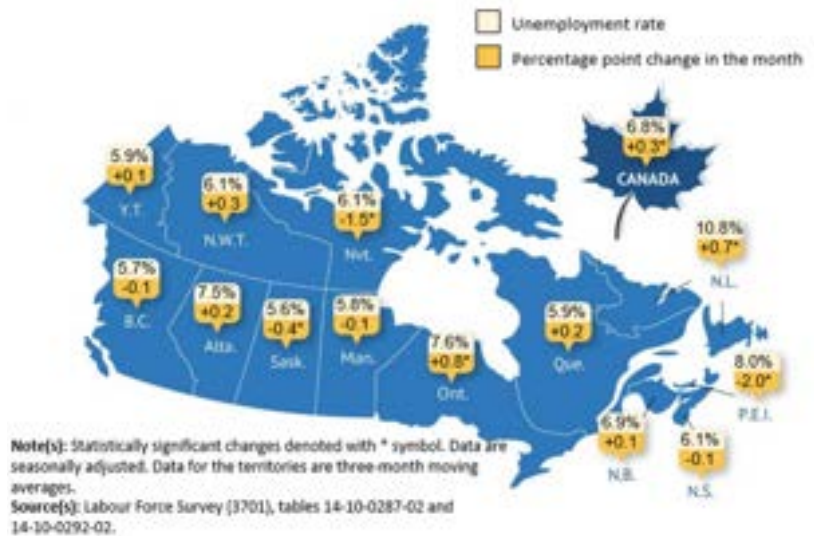 Unemployment rate
Percentage point change in the month
6.8%
+0.3*
CANADA
5.9%
+0.1
Y.T.
6.1%
+0.3
N.W.T.
6.1%
-1.5*
Nvt.
10.8%
+0.7*
N.L.
5.7%
-0.1
B.C.
7.5%
+0.2
Alta.
5.6%
-0.4*
Sask.
5.8%
-0.1
Man.
7.6%
+0.8*
Ont.
5.9%
+0.2
Que.
8.0%
-2.0*
P.E.I.
6.9%
+0.1
N.B.
6.1%
-0.1
N.S.
Note(s): Statistically significant changes denoted with * symbol. Data are
seasonally adjusted. Data for the territories are three-month moving
averages.
Source(s): Labour Force Survey (3701), tables 14-10-0287-02 and
14-10-0292-02.